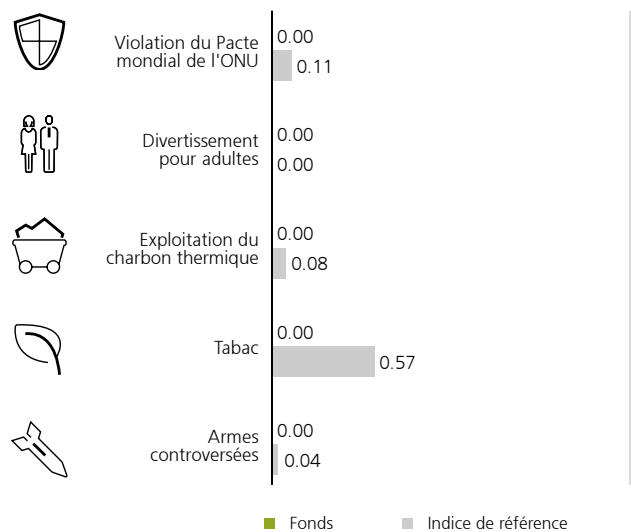 Violation du Pacte
mondial de l'ONU
0.00
0.11
Divertissement
pour adultes
0.00
0.00
Exploitation du
charbon thermique
0.00
0.08
Tabac
0.00
0.57
Armes
controversées
0.00
0.04
Fonds Indice de référence